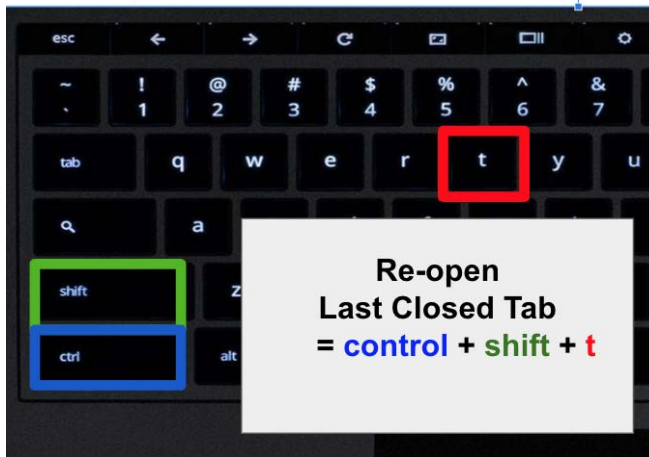 esc
~ ! @ # $ % ^ &
` 1 2 3 4 5 6 7
tab q w e r t y u
a
shift z
ctrl alt
Re-open
Last Closed Tab
= control + shift + t